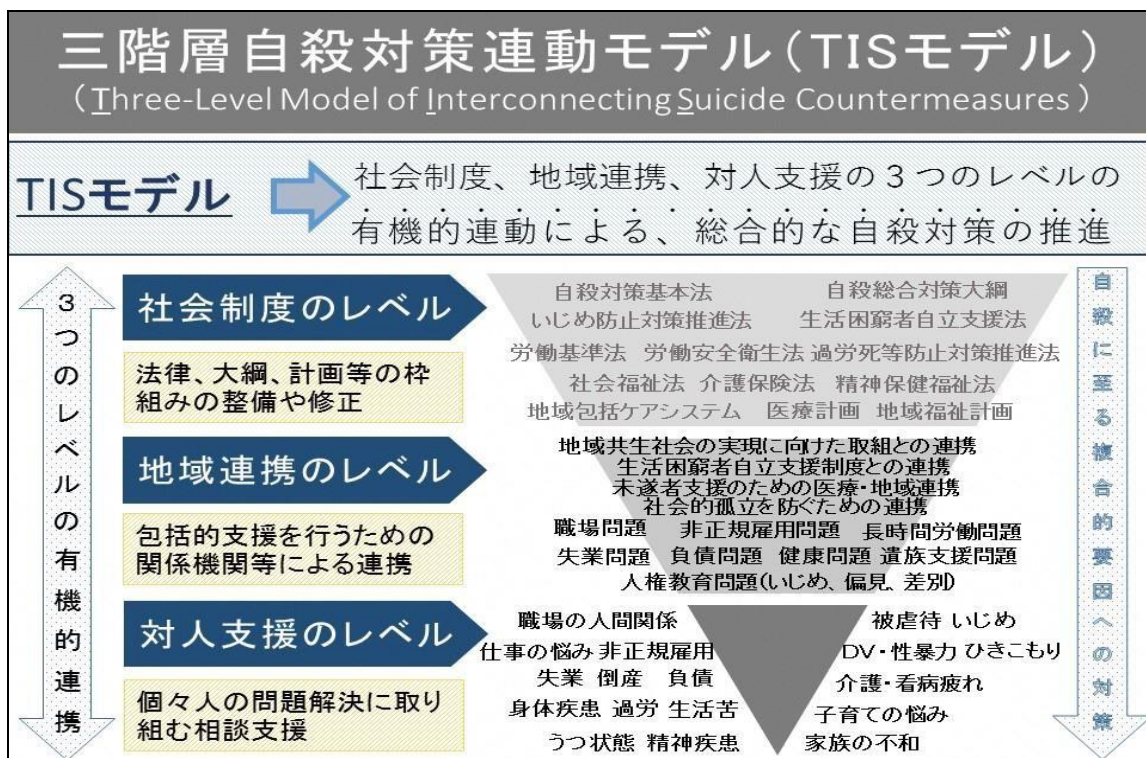 三階層自殺対策連動モデル(TISモデル)
(Three-Level Model of Interconnecting Suicide Countermeasures)
TISモデル
社会制度、地域連携、対人支援の3つのレベルの
有機的連動による、総合的な自殺対策の推進
3つのレベルの有機的連携
社会制度のレベル
法律、大綱、計画等の枠
組みの整備や修正
自殺対策基本法 自殺総合対策大綱
いじめ防止対策推進法 生活困窮者自立支援法
労働基準法 労働安全衛生法 過労死等防止対策推進法
社会福祉法 介護保険法 精神保健福祉法
地域包括ケアシステム 医療計画 地域福祉計画
地域連携のレベル
包括的支援を行うための
関係機関等による連携
地域共生社会の実現に向けた取組との連携
生活困窮者自立支援制度との連携
未遂者支援のための医療・地域連携
社会的孤立を防ぐための連携
職場問題 非正規雇用問題 長時間労働問題
失業問題 負債問題 健康問題 遺族支援問題
人権教育問題(いじめ、偏見、差別)
対人支援のレベル
個々人の問題解決に取り
組む相談支援
職場の人間関係 被虐待 いじめ
仕事の悩み 非正規雇用 DV・性暴力 ひきこもり
失業 倒産 負債 介護・看病疲れ
身体疾患 過労 生活苦 子育ての悩み
うつ状態 精神疾患 家族の不和
自殺に至る複合的要因への対策